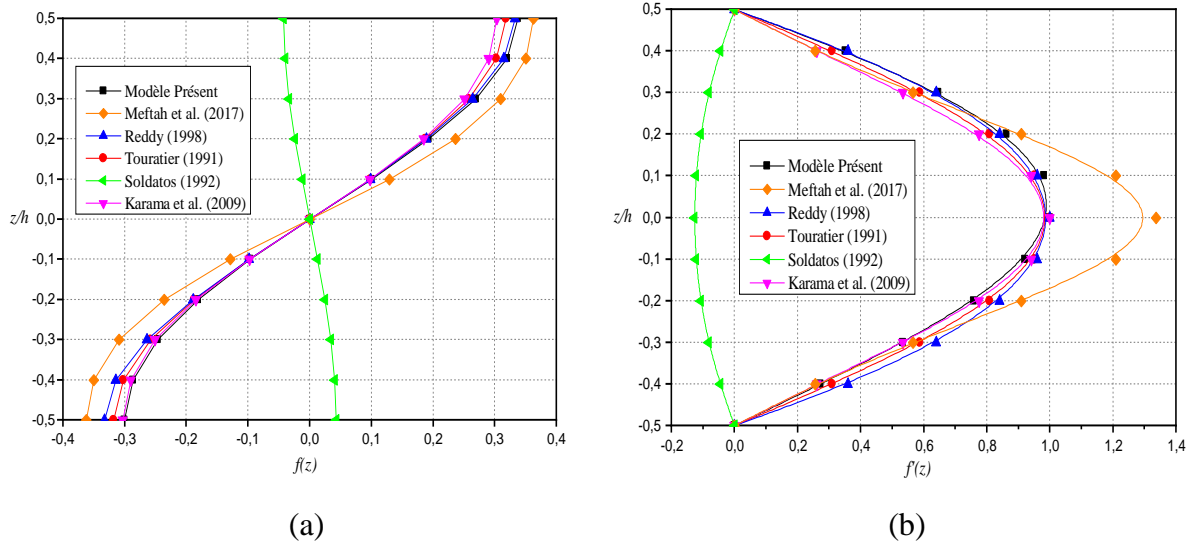 0,5
0,4
0,3
0,2
0,1
z/h
0,0
-0,1
-0,2
-0,3
-0,4
-0,5
-0,4
-0,3
-0,2
-0,1
0,0
0,1
0,2
0,3
0,4
f(z)
Modèle Présent
Meftah et al. (2017)
Reddy (1998)
Touratier (1991)
Soldatos (1992)
Karama et al. (2009)
(a)
0,5
0,4
0,3
0,2
0,1
z/h
0,0
-0,1
-0,2
-0,3
-0,4
-0,5
-0,2
0,0
0,2
0,4
0,6
0,8
1,0
1,2
1,4
f'(z)
Modèle Présent
Meftah et al. (2017)
Reddy (1998)
Touratier (1991)
Soldatos (1992)
Karama et al. (2009)
(b)